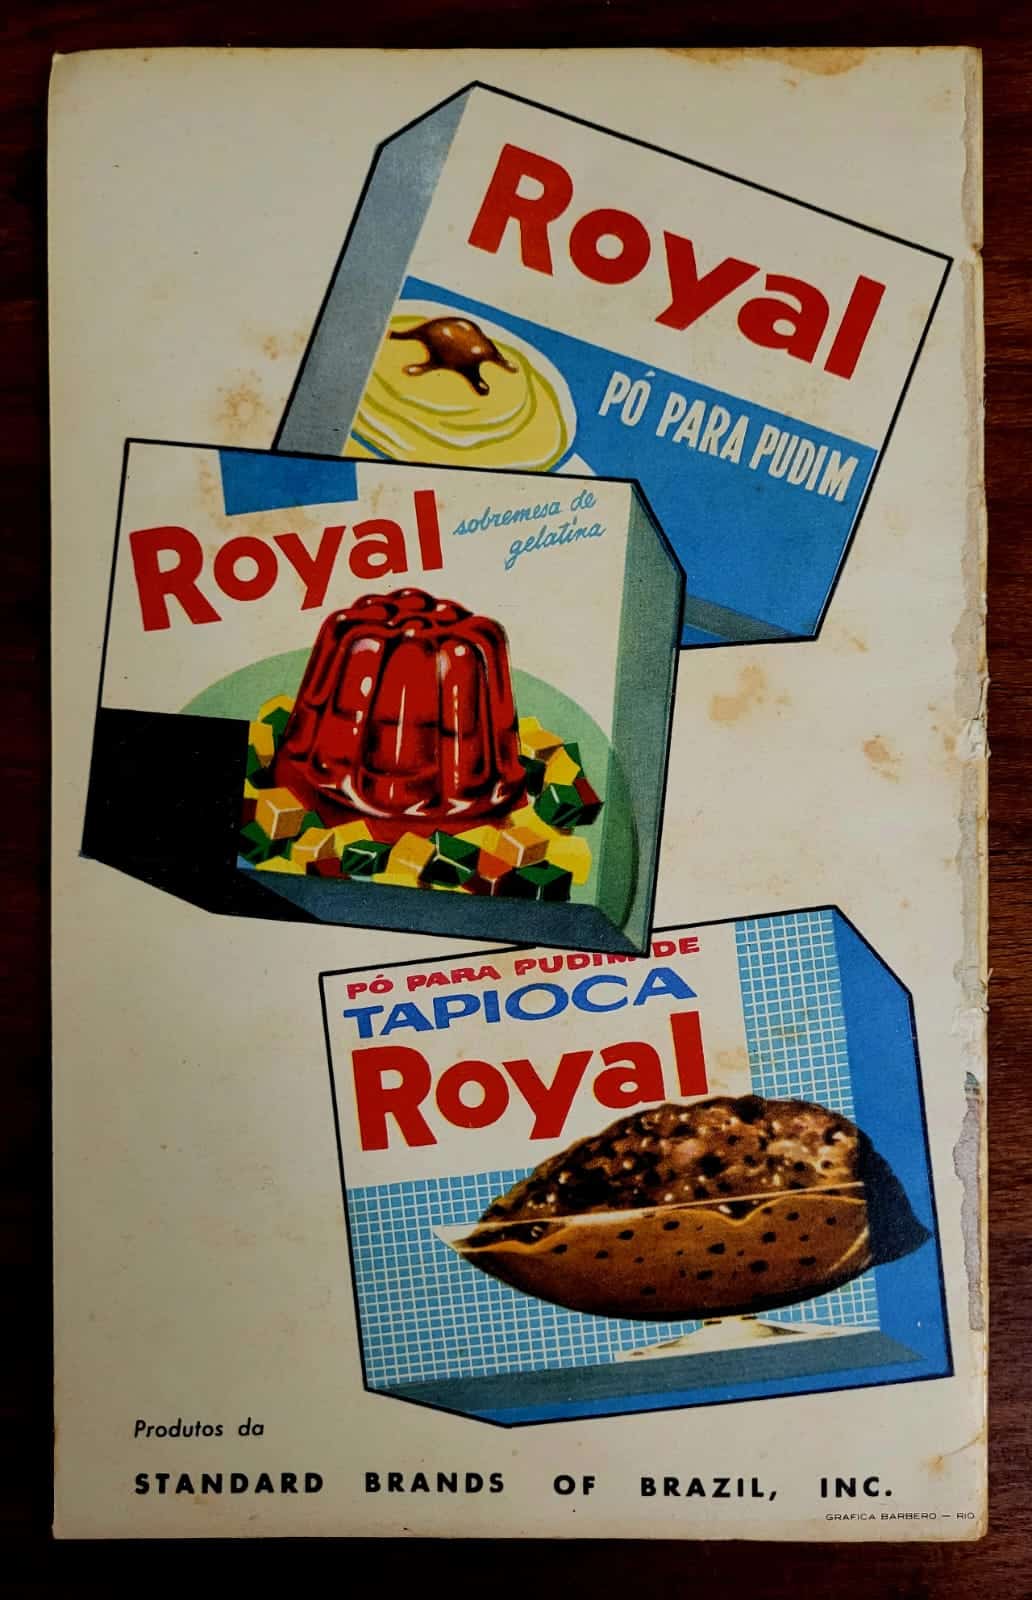 Royal
PÓ PARA PUDIM
Royal
sobremesa de
gelatina
PÓ PARA PUDIM DE
TAPIOCA
Royal
Produtos da
STANDARD BRANDS OF BRAZIL, INC.
GRAFICA BARBERO — RIO